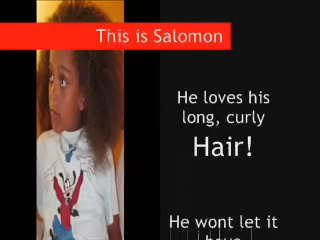 This is Salomon
He loves his
long, curly
Hair!
He wont let it